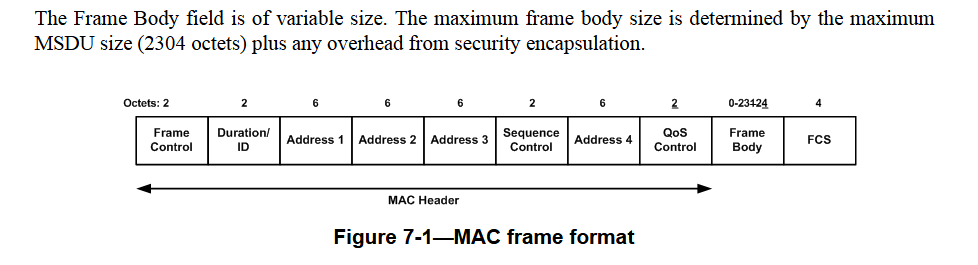 The Frame Body field is of variable size. The maximum frame body size is determined by the maximum
MSDU size (2304 octets) plus any overhead from security encapsulation.
Octets: 2 2 6 6 6 2 6 2 0-23124 4
Frame Control Duration/ ID Address 1 Address 2 Address 3 Sequence Control Address 4 QoS Control Frame Body FCS
MAC Header
Figure 7-1—MAC frame format